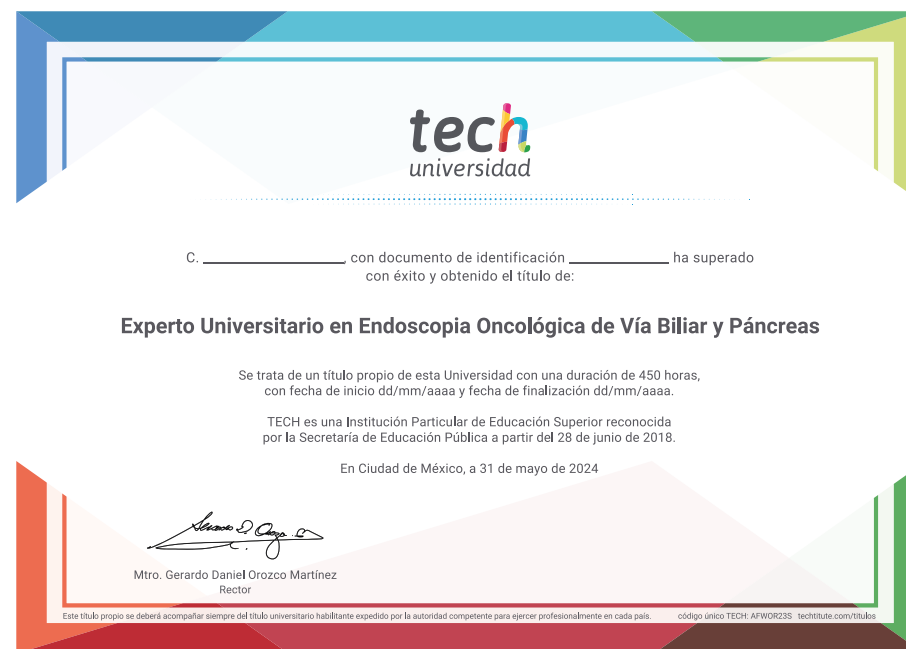 tech
universidad
C. ____________, con documento de identificación ____________ ha superado
con éxito y obtenido el título de:
Experto Universitario en Endoscopia Oncológica de Vía Biliar y Páncreas
Se trata de un título propio de esta Universidad con una duración de 450 horas,
con fecha de inicio dd/mm/aaaa y fecha de finalización dd/mm/aaaa.
TECH es una Institución Particular de Educación Superior reconocida
por la Secretaría de Educación Pública a partir del 28 de junio de 2018.
En Ciudad de México, a 31 de mayo de 2024
Mtro. Gerardo Daniel Orozco Martínez
Rector
Este título propio se deberá acompañar siempre del título universitario habilitante expedido por la autoridad competente para ejercer profesionalmente en cada país. código único TECH: AFWOR23S techtitute.com/titulos